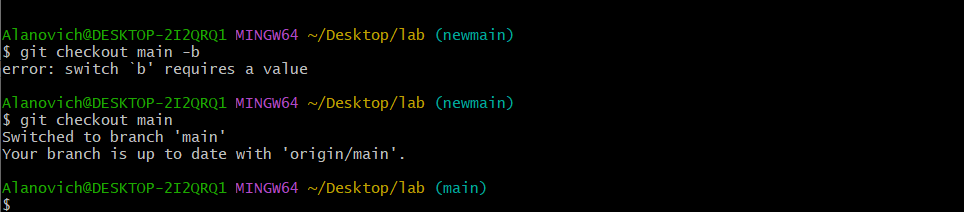 Alanovich@DESKTOP-2I2QRQ1 MINGW64 ~/Desktop/lab (newmain)
$ git checkout main -b
error: switch `b' requires a value
Alanovich@DESKTOP-2I2QRQ1 MINGW64 ~/Desktop/lab (newmain)
$ git checkout main
Switched to branch 'main'
Your branch is up to date with 'origin/main'.
Alanovich@DESKTOP-2I2QRQ1 MINGW64 ~/Desktop/lab (main)
$